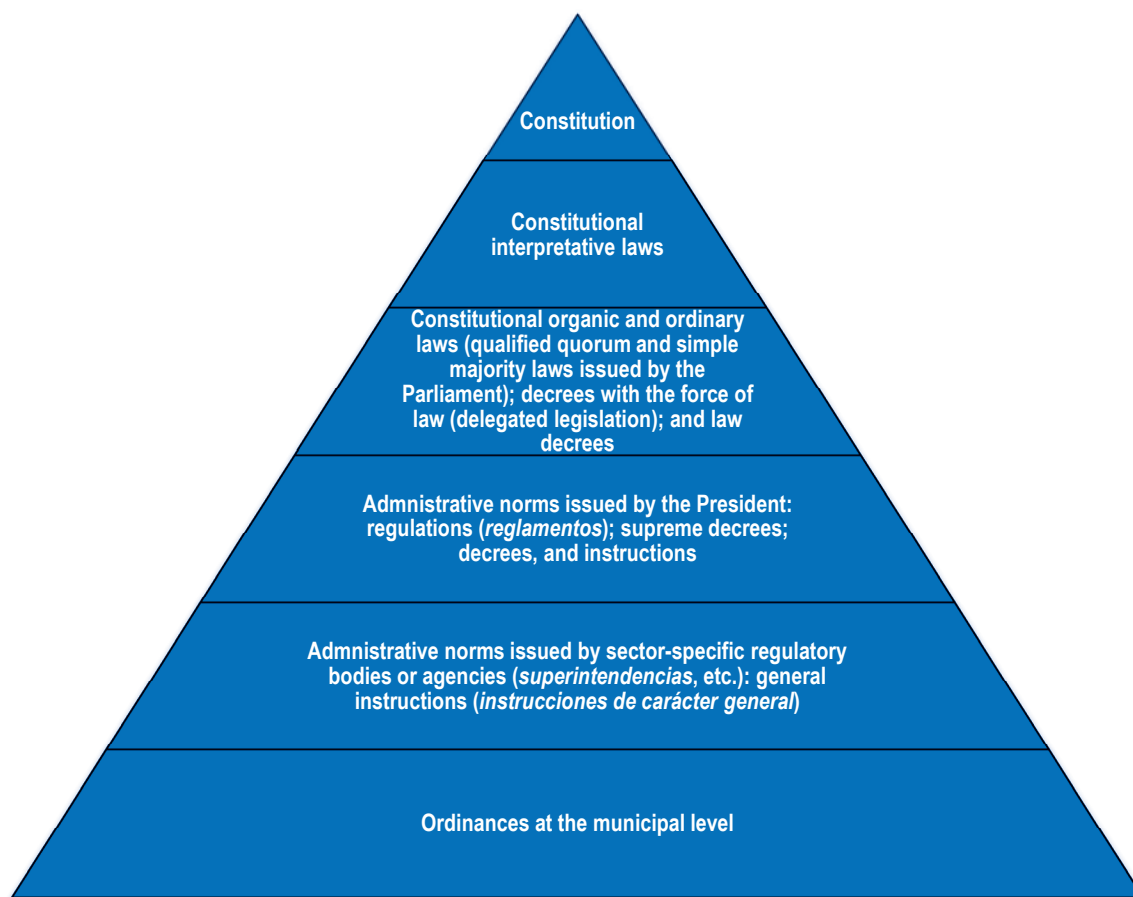 Constitution
Constitutional
interpretative laws
Constitutional organic and ordinary
laws (qualified quorum and simple
majority laws issued by the
Parliament); decrees with the force of
law (delegated legislation); and law
decrees
Admnistrative norms issued by the President:
regulations (reglamentos); supreme decrees;
decrees, and instructions
Admnistrative norms issued by sector-specific regulatory
bodies or agencies (superintendencias, etc.): general
instructions (instrucciones de carácter general)
Ordinances at the municipal level